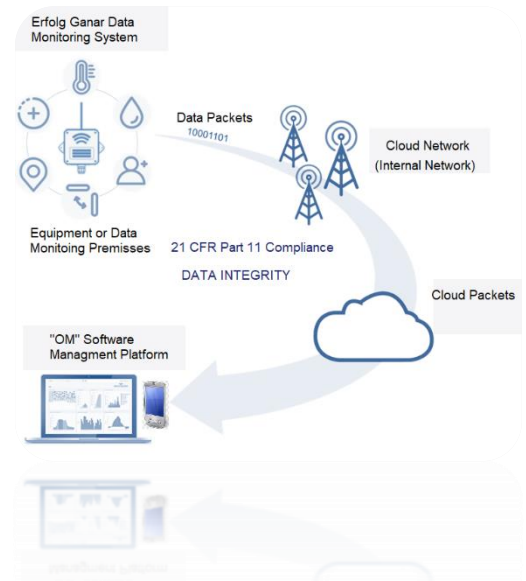 Erfolg Ganar Data
Monitoring System
Data Packets
10001101
Cloud Network
(Internal Network)
Equipment or Data
Monitoing Premisses
21 CFR Part 11 Compliance
DATA INTEGRITY
Cloud Packets
"OM" Software
Managment Platform